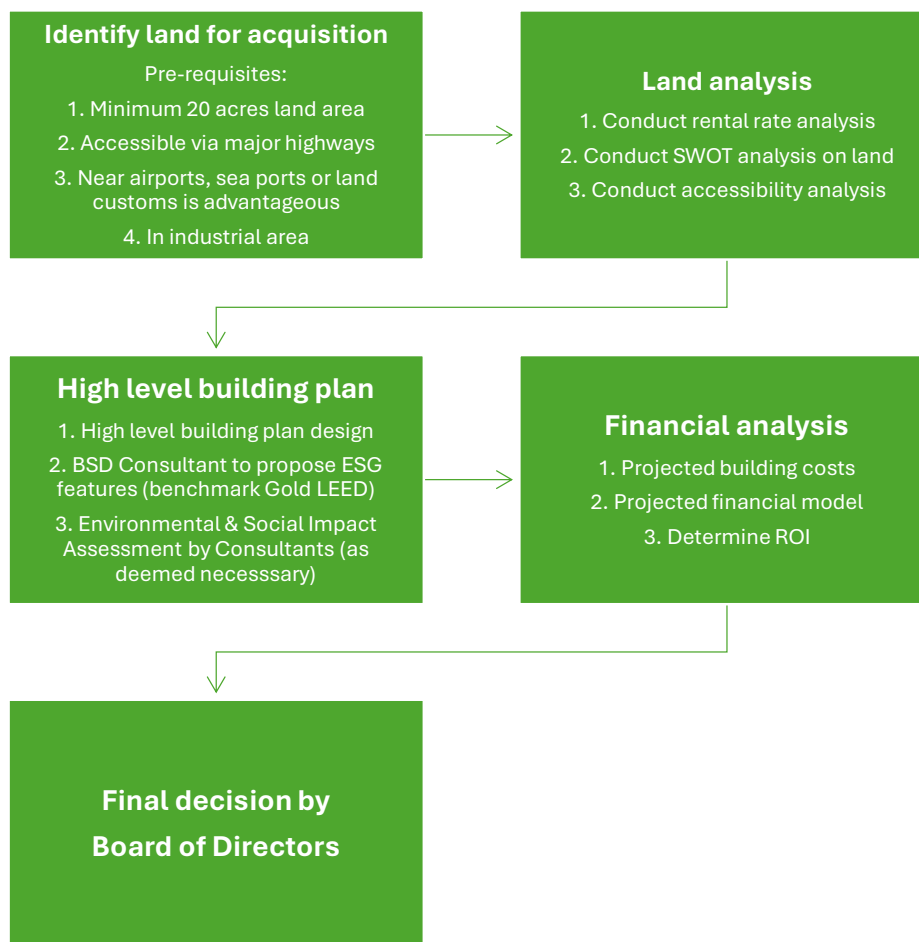 Identify land for acquisition
Pre-requisites:
1. Minimum 20 acres land area
2. Accessible via major highways
3. Near airports, sea ports or land
customs is advantageous
4. In industrial area
Land analysis
1. Conduct rental rate analysis
2. Conduct SWOT analysis on land
3. Conduct accessibility analysis
High level building plan
1. High level building plan design
2. BSD Consultant to propose ESG
features (benchmark Gold LEED)
3. Environmental & Social Impact
Assessment by Consultants (as
deemed necesssary)
Financial analysis
1. Projected building costs
2. Projected financial model
3. Determine ROI
Final decision by
Board of Directors